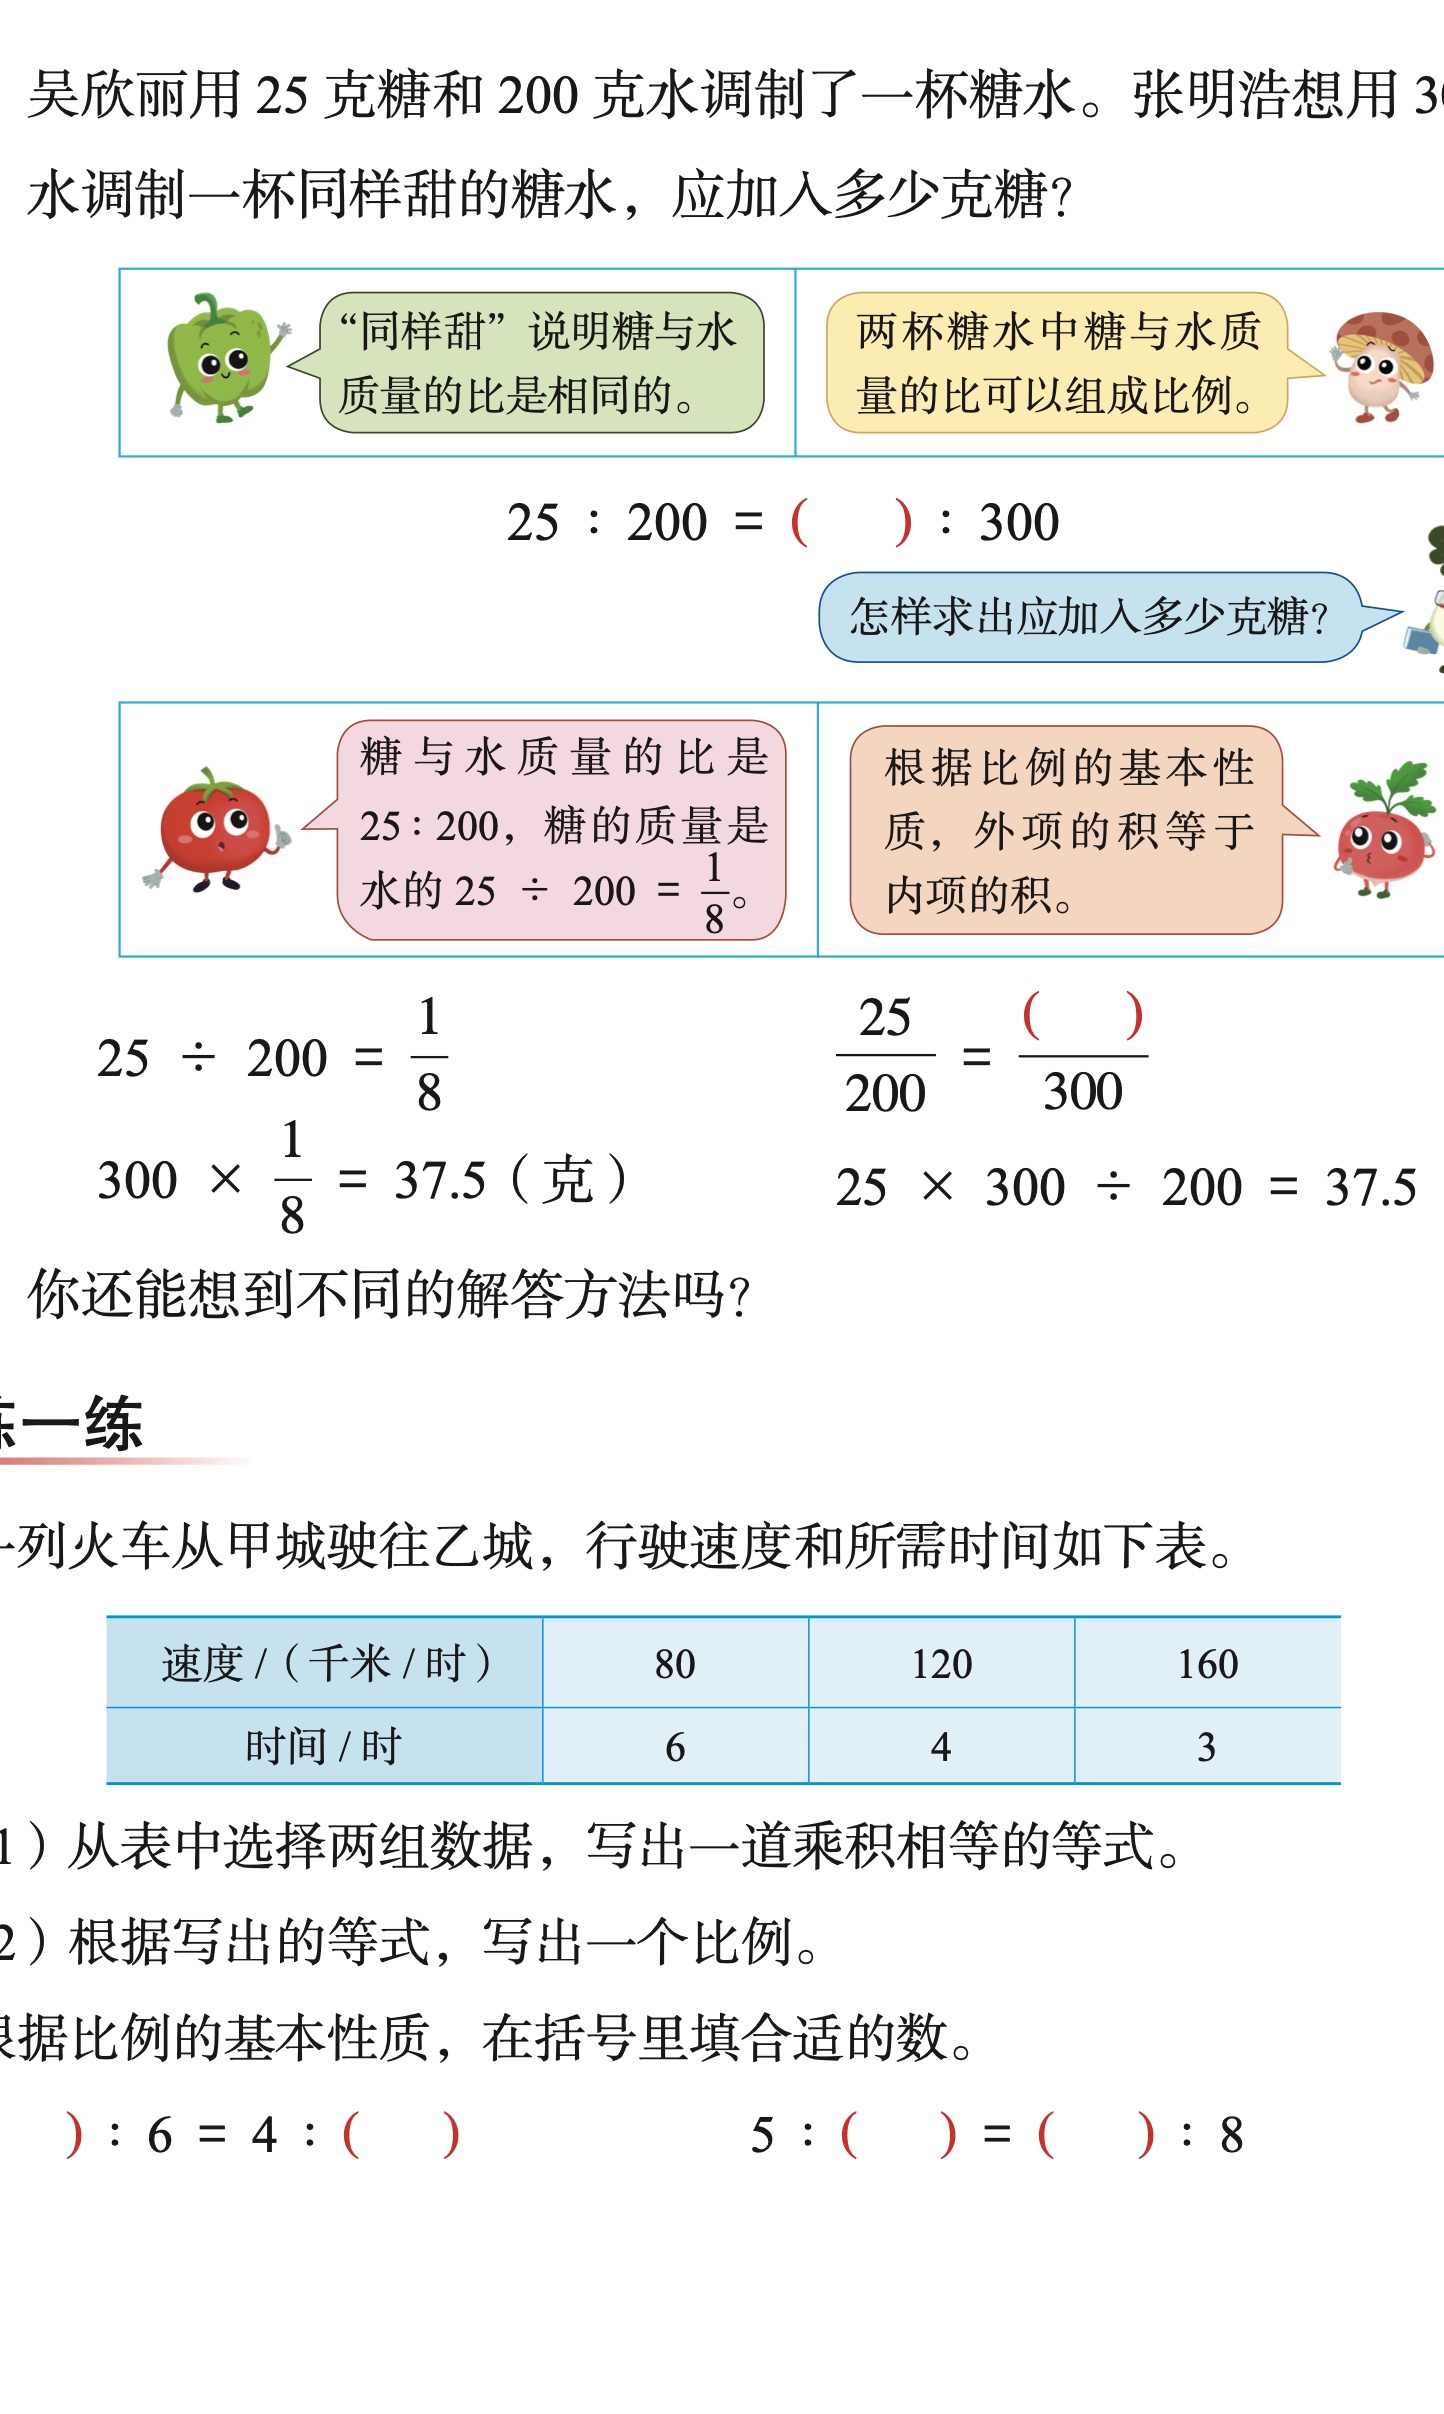 吴欣丽用 25 克糖和 200 克水调制了一杯糖水。张明浩想用 30
水调制一杯同样甜的糖水，应加入多少克糖？
“同样甜”说明糖与水
质量的比是相同的。
两杯糖水中糖与水质
量的比可以组成比例。
25 : 200 = (　) : 300
怎样求出应加入多少克糖？
糖与水质量的比是
25 : 200，糖的质量是
水的 25 ÷ 200 = 1/8。
根据比例的基本性
质，外项的积等于
内项的积。
25 ÷ 200 = 1/8
300 × 1/8 = 37.5（克）
25/200 = (　)/300
25 × 300 ÷ 200 = 37.5
你还能想到不同的解答方法吗？
练一练
一列火车从甲城驶往乙城，行驶速度和所需时间如下表。
速度 /（千米 / 时） 80 120 160
时间 / 时 6 4 3
1）从表中选择两组数据，写出一道乘积相等的等式。
2）根据写出的等式，写出一个比例。
根据比例的基本性质，在括号里填合适的数。
) : 6 = 4 : (　)
5 : (　) = (　) : 8